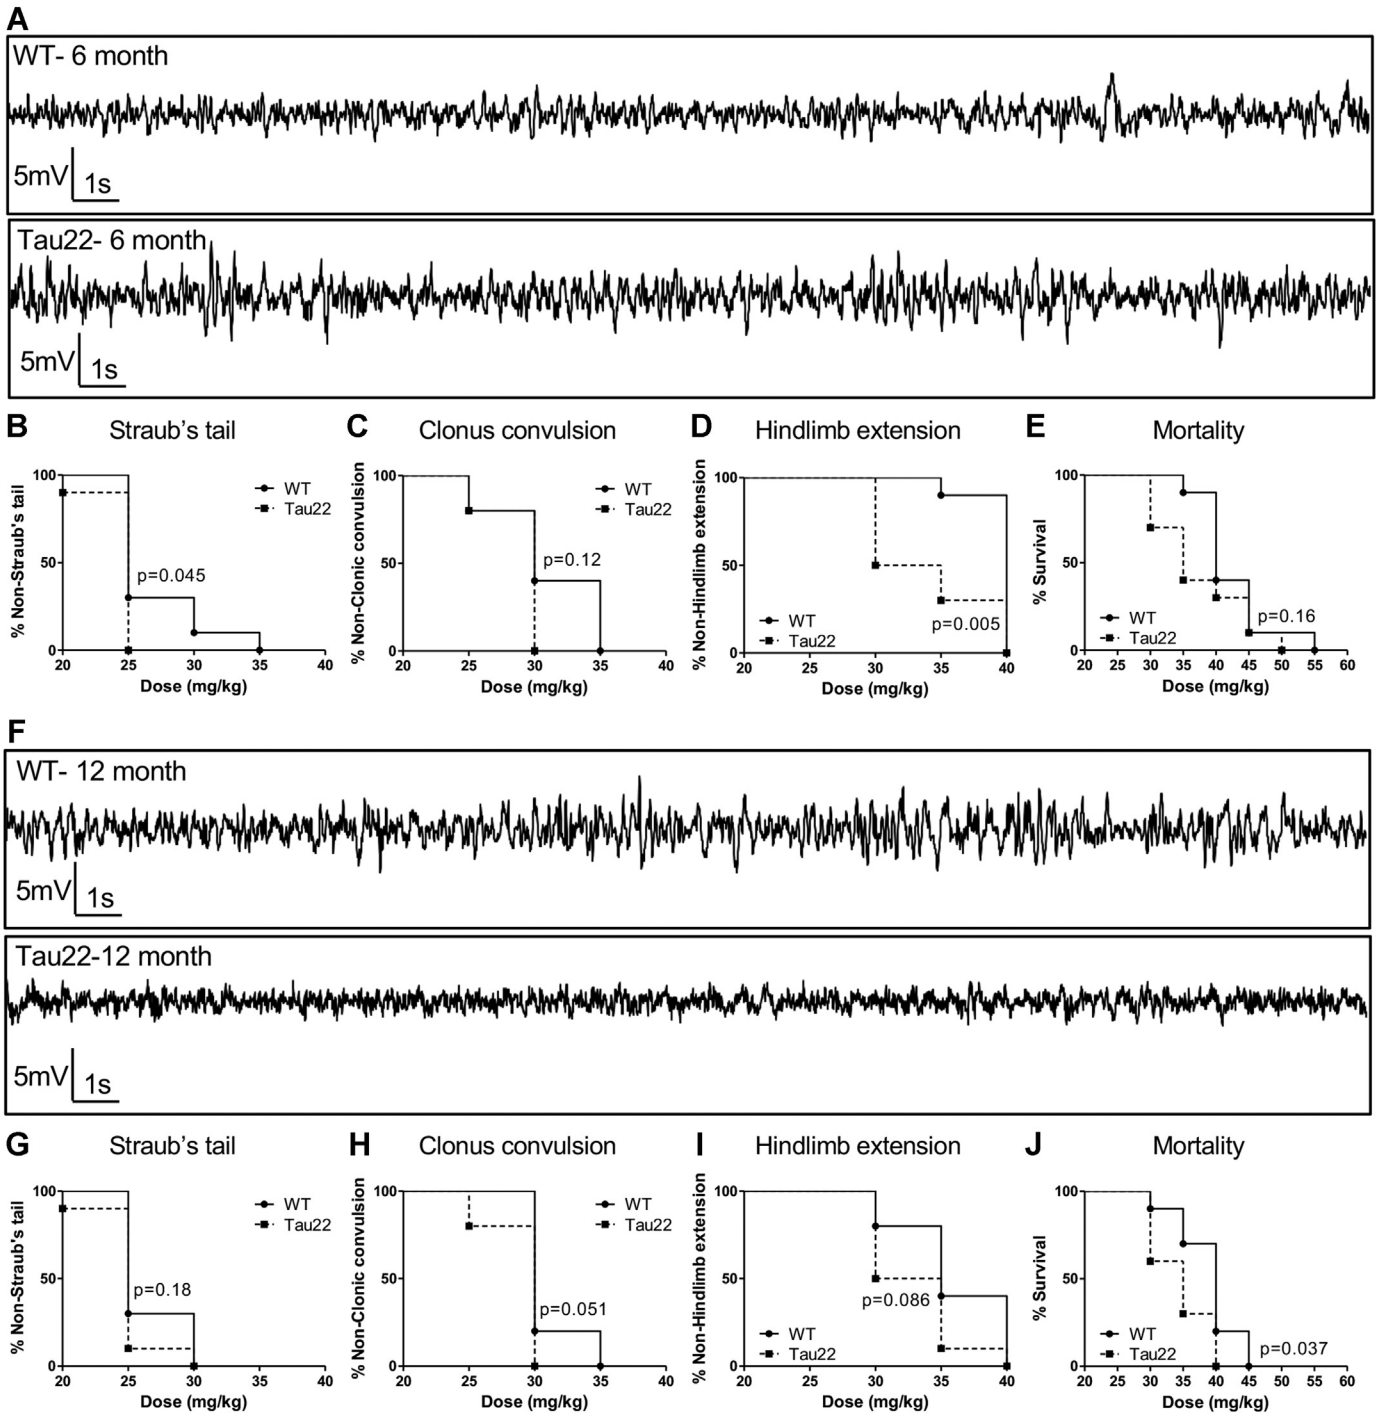 A
WT- 6 month
5mV
1s
Tau22- 6 month
5mV
1s
B
Straub's tail
% Non-Straub's tail
100
50
0
WT
Tau22
p=0.045
20 25 30 35 40
Dose (mg/kg)
C
Clonus convulsion
% Non-Clonic convulsion
100
50
0
WT
Tau22
p=0.12
20 25 30 35 40
Dose (mg/kg)
D
Hindlimb extension
% Non-Hindlimb extension
100
50
0
WT
Tau22
p=0.005
20 30 35 40
Dose (mg/kg)
E
Mortality
% Survival
100
50
0
WT
Tau22
p=0.16
20 25 30 35 40 45 50 55 60
Dose (mg/kg)
F
WT- 12 month
5mV
1s
Tau22-12 month
5mV
1s
G
Straub's tail
% Non-Straub's tail
100
50
0
WT
Tau22
p=0.18
20 25 30 35 40
Dose (mg/kg)
H
Clonus convulsion
% Non-Clonic convulsion
100
50
0
WT
Tau22
p=0.051
20 25 30 35 40
Dose (mg/kg)
I
Hindlimb extension
% Non-Hindlimb extension
100
50
0
p=0.086
WT
Tau22
20 30 35 40
Dose (mg/kg)
J
Mortality
% Survival
100
50
0
WT
Tau22
p=0.037
20 25 30 35 40 45 50 55 60
Dose (mg/kg)